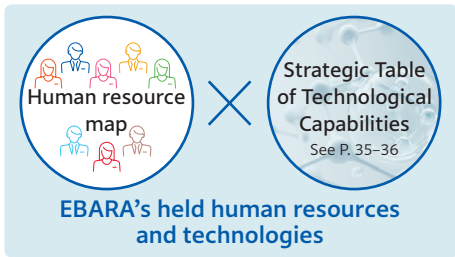 Human resource
map
Strategic Table
of Technological
Capabilities
See P. 35–36
EBARA's held human resources
and technologies